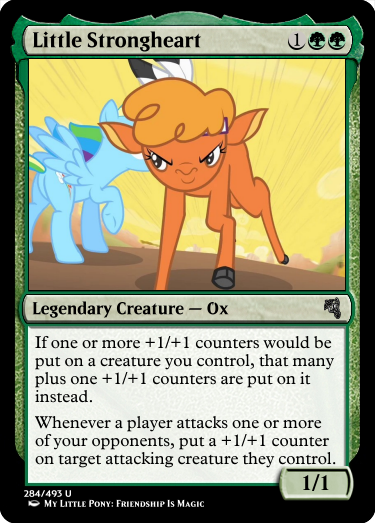 Little Strongheart 1
Legendary Creature — Ox
If one or more +1/+1 counters would be
put on a creature you control, that many
plus one +1/+1 counters are put on it
instead.
Whenever a player attacks one or more
of your opponents, put a +1/+1 counter
on target attacking creature they control.
1/1
284/493 U
My Little Pony: Friendship Is Magic